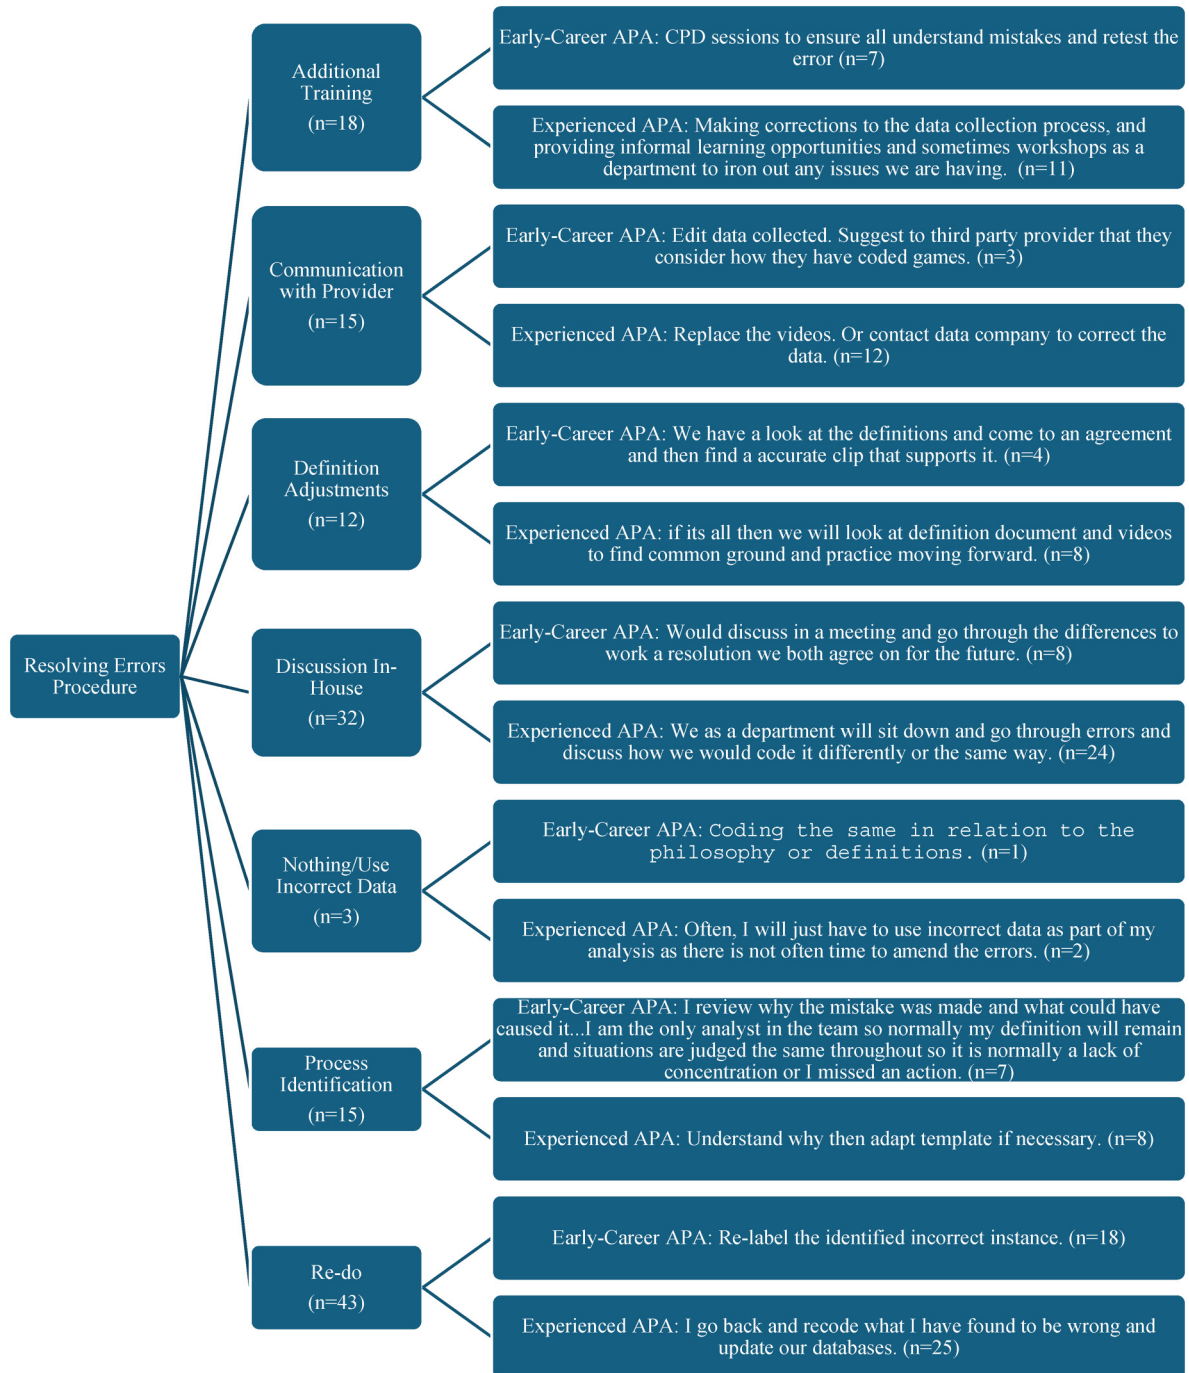 Resolving Errors
Procedure
Additional
Training
(n=18)
Early-Career APA: CPD sessions to ensure all understand mistakes and retest the
error (n=7)
Experienced APA: Making corrections to the data collection process, and
providing informal learning opportunities and sometimes workshops as a
department to iron out any issues we are having.  (n=11)
Communication
with Provider
(n=15)
Early-Career APA: Edit data collected. Suggest to third party provider that they
consider how they have coded games. (n=3)
Experienced APA: Replace the videos. Or contact data company to correct the
data. (n=12)
Definition
Adjustments
(n=12)
Early-Career APA: We have a look at the definitions and come to an agreement
and then find a accurate clip that supports it. (n=4)
Experienced APA: if its all then we will look at definition document and videos
to find common ground and practice moving forward. (n=8)
Discussion In-
House
(n=32)
Early-Career APA: Would discuss in a meeting and go through the differences to
work a resolution we both agree on for the future. (n=8)
Experienced APA: We as a department will sit down and go through errors and
discuss how we would code it differently or the same way. (n=24)
Nothing/Use
Incorrect Data
(n=3)
Early-Career APA: Coding the same in relation to the
philosophy or definitions. (n=1)
Experienced APA: Often, I will just have to use incorrect data as part of my
analysis as there is not often time to amend the errors. (n=2)
Process
Identification
(n=15)
Early-Career APA: I review why the mistake was made and what could have
caused it...I am the only analyst in the team so normally my definition will remain
and situations are judged the same throughout so it is normally a lack of
concentration or I missed an action. (n=7)
Experienced APA: Understand why then adapt template if necessary. (n=8)
Re-do
(n=43)
Early-Career APA: Re-label the identified incorrect instance. (n=18)
Experienced APA: I go back and recode what I have found to be wrong and
update our databases. (n=25)